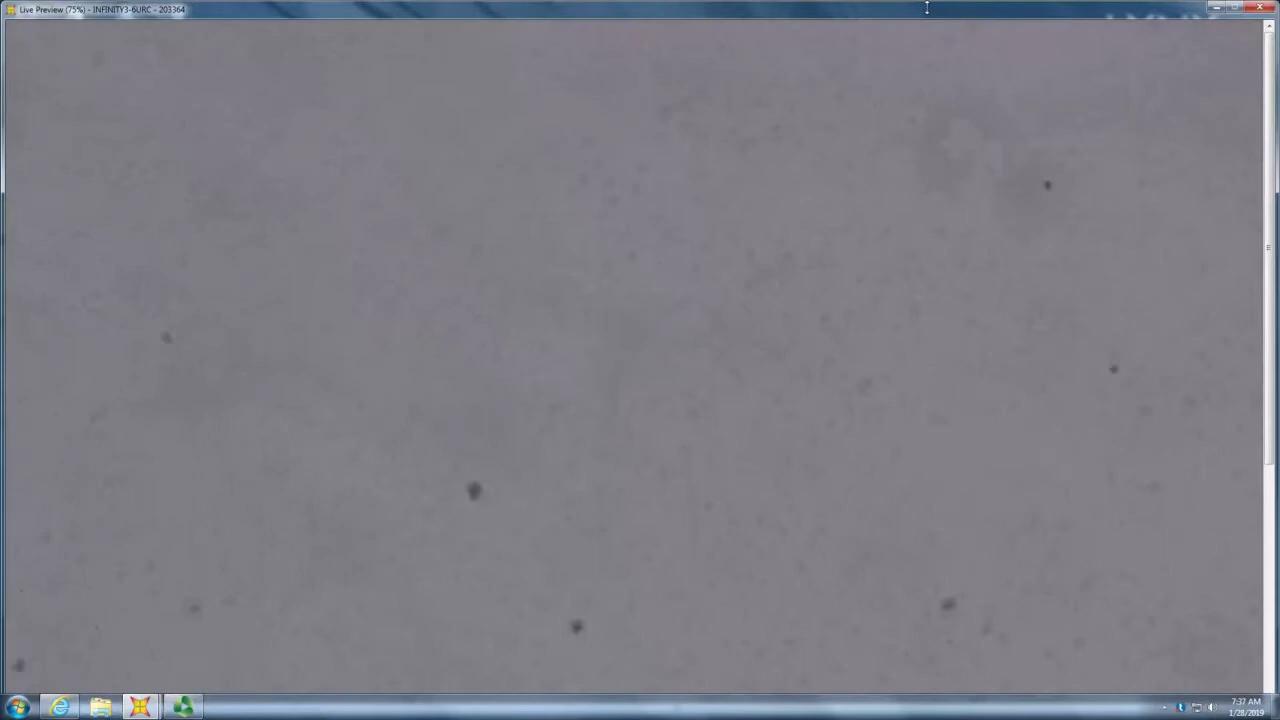 Live Preview (75%) - INFINITY3-6URC - 203364
7:37 AM
1/28/2019